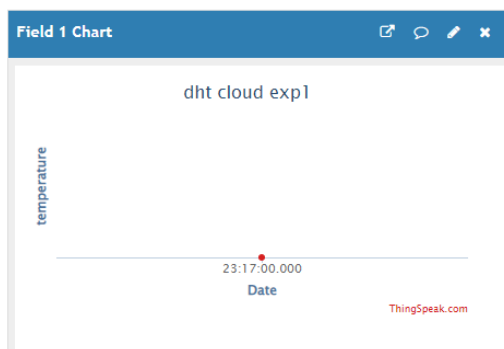 Field 1 Chart
dht cloud exp1
temperature
23:17:00.000
Date
ThingSpeak.com